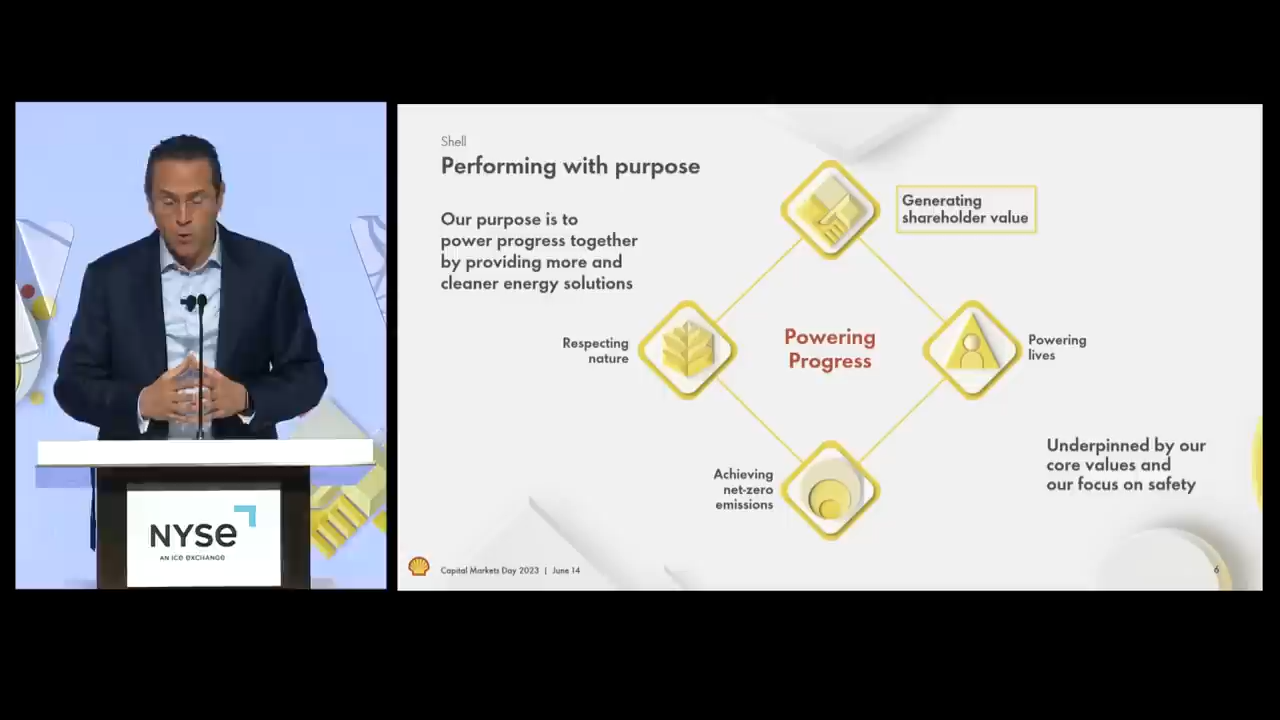 Shell
Performing with purpose
Our purpose is to
power progress together
by providing more and
cleaner energy solutions
Generating
shareholder value
Respecting
nature
Powering
Progress
Powering
lives
Achieving
net-zero
emissions
Underpinned by our
core values and
our focus on safety
Capital Markets Day 2023 | June 14
6
NYSE
AN ICE EXCHANGE